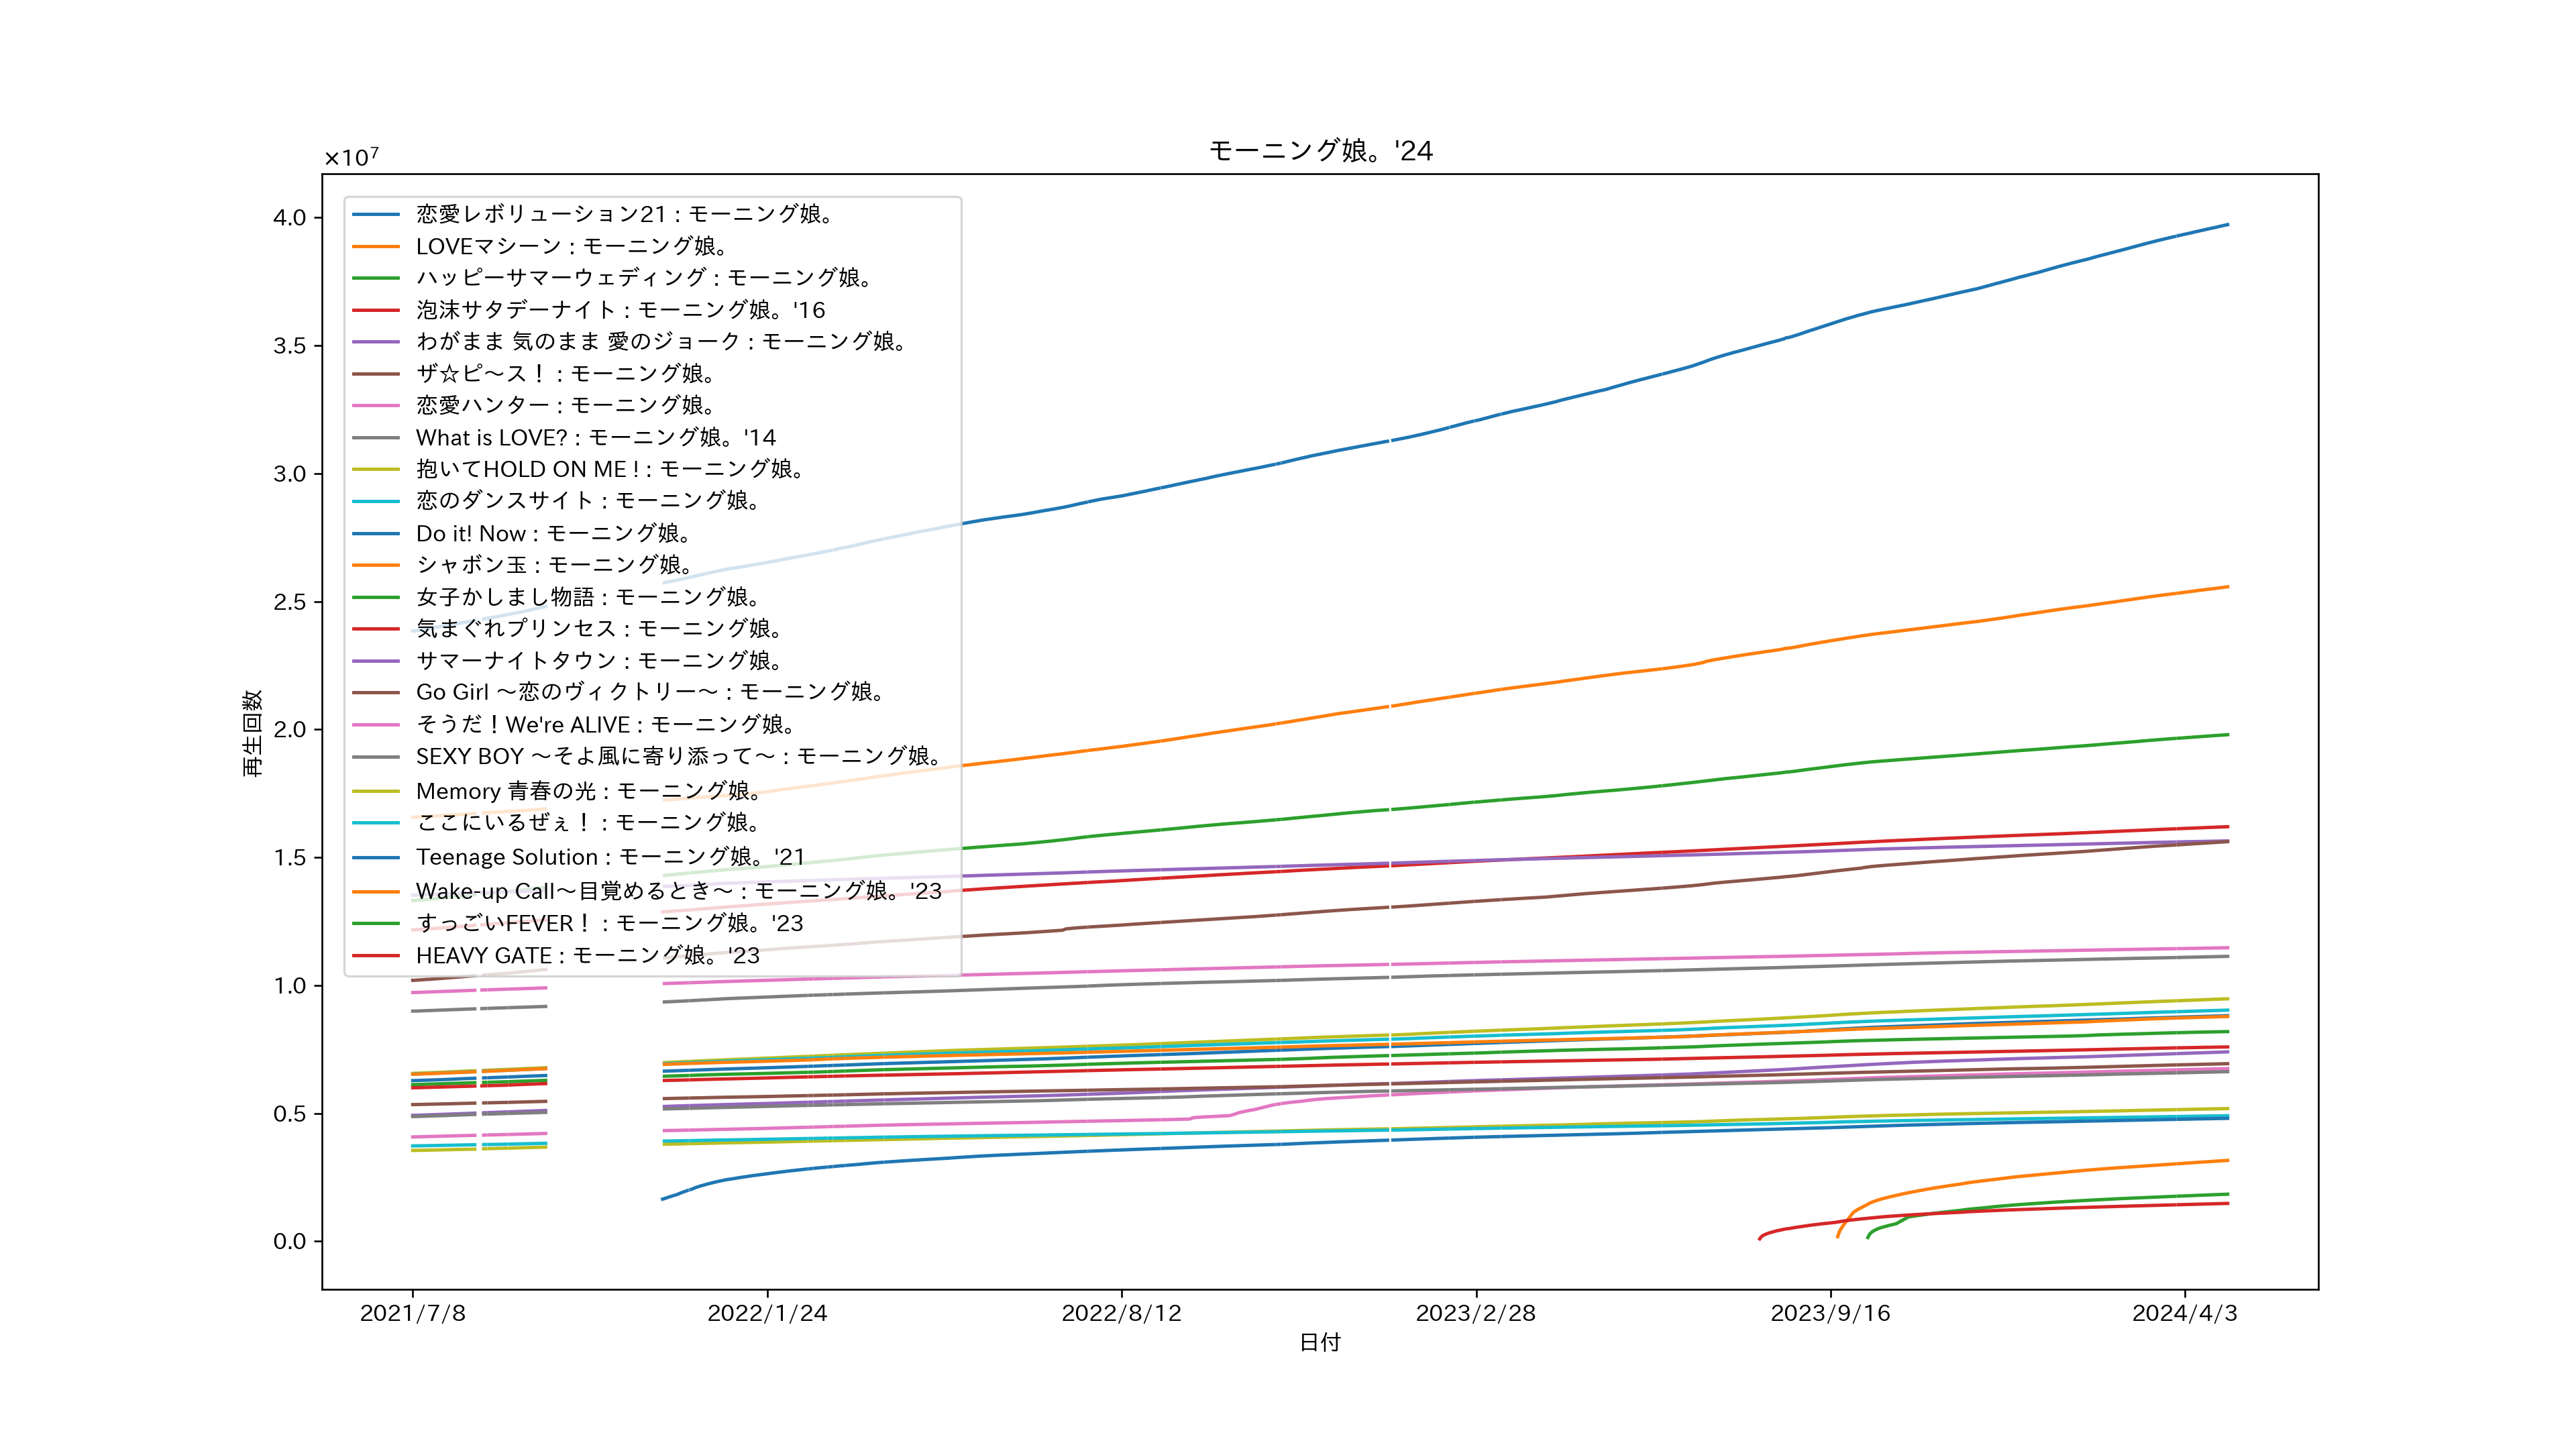 モーニング娘。'24
×10⁷
4.0
3.5
3.0
2.5
2.0
1.5
1.0
0.5
0.0
再生回数
恋愛レボリューション21 : モーニング娘。
LOVEマシーン : モーニング娘。
ハッピーサマーウェディング : モーニング娘。
泡沫サタデーナイト : モーニング娘。'16
わがまま 気のまま 愛のジョーク : モーニング娘。
ザ☆ピ～ス！ : モーニング娘。
恋愛ハンター : モーニング娘。
What is LOVE? : モーニング娘。'14
抱いてHOLD ON ME ! : モーニング娘。
恋のダンスサイト : モーニング娘。
Do it! Now : モーニング娘。
シャボン玉 : モーニング娘。
女子かしまし物語 : モーニング娘。
気まぐれプリンセス : モーニング娘。
サマーナイトタウン : モーニング娘。
Go Girl ～恋のヴィクトリー～ : モーニング娘。
そうだ！We're ALIVE : モーニング娘。
SEXY BOY ～そよ風に寄り添って～ : モーニング娘。
Memory 青春の光 : モーニング娘。
ここにいるぜぇ！ : モーニング娘。
Teenage Solution : モーニング娘。'21
Wake-up Call～目覚めるとき～ : モーニング娘。'23
すっごいFEVER！ : モーニング娘。'23
HEAVY GATE : モーニング娘。'23
2021/7/8
2022/1/24
2022/8/12
2023/2/28
2023/9/16
2024/4/3
日付